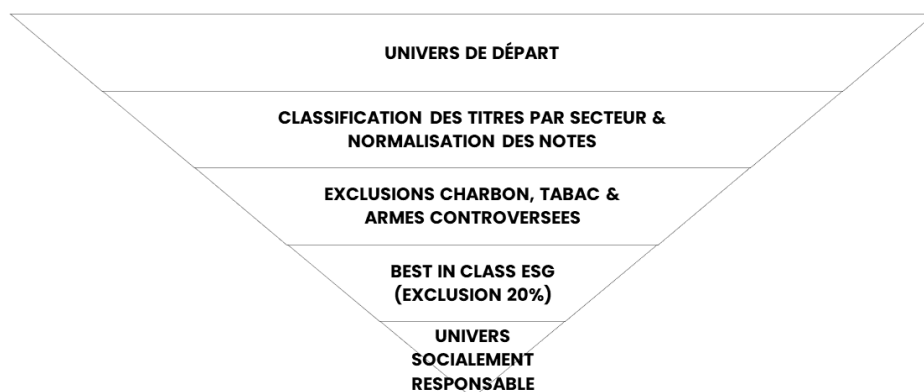 UNIVERS DE DÉPART
CLASSIFICATION DES TITRES PAR SECTEUR &
NORMALISATION DES NOTES
EXCLUSIONS CHARBON, TABAC &
ARMES CONTROVERSEES
BEST IN CLASS ESG
(EXCLUSION 20%)
UNIVERS
SOCIALEMENT
RESPONSABLE